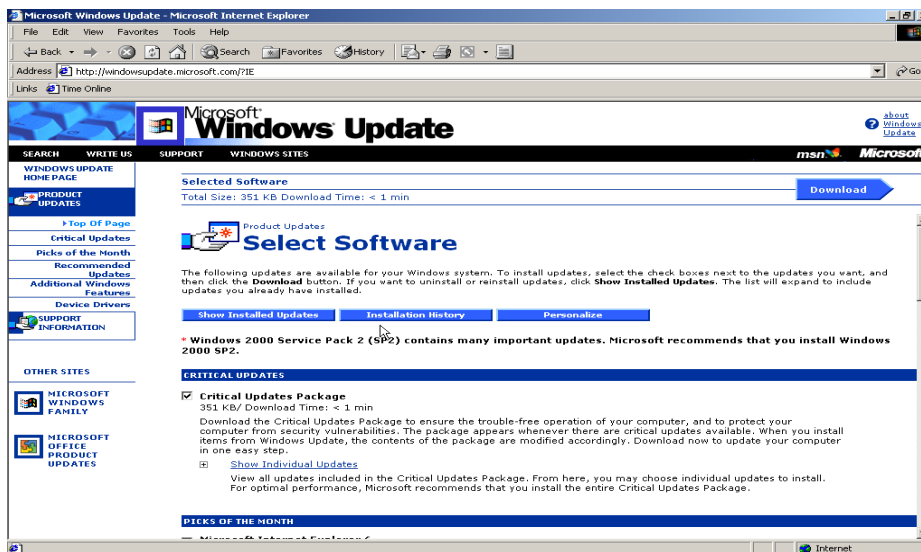 Microsoft Windows Update - Microsoft Internet Explorer
File Edit View Favorites Tools Help
Back Search Favorites History
Address http://windowsupdate.microsoft.com/?IE Go
Links Time Online
Microsoft
Windows Update
about
Windows
Update
SEARCH WRITE US SUPPORT WINDOWS SITES msn Microsoft
WINDOWS UPDATE
HOME PAGE
PRODUCT
UPDATES
Top Of Page
Critical Updates
Picks of the Month
Recommended
Updates
Additional Windows
Features
Device Drivers
SUPPORT
INFORMATION
OTHER SITES
MICROSOFT
WINDOWS
FAMILY
MICROSOFT
OFFICE
PRODUCT
UPDATES
Selected Software
Total Size: 351 KB Download Time: < 1 min
Download
Product Updates
Select Software
The following updates are available for your Windows system. To install updates, select the check boxes next to the updates you want, and
then click the Download button. If you want to uninstall or reinstall updates, click Show Installed Updates. The list will expand to include
updates you already have installed.
Show Installed Updates Installation History Personalize
* Windows 2000 Service Pack 2 (SP2) contains many important updates. Microsoft recommends that you install Windows
2000 SP2.
CRITICAL UPDATES
Critical Updates Package
351 KB/ Download Time: < 1 min
Download the Critical Updates Package to ensure the trouble-free operation of your computer, and to protect your
computer from security vulnerabilities. The package appears whenever there are critical updates available. When you install
items from Windows Update, the contents of the package are modified accordingly. Download now to update your computer
in one easy step.
Show Individual Updates
View all updates included in the Critical Updates Package. From here, you may choose individual updates to install.
For optimal performance, Microsoft recommends that you install the entire Critical Updates Package.
PICKS OF THE MONTH
Microsoft Internet Explorer 6
Internet